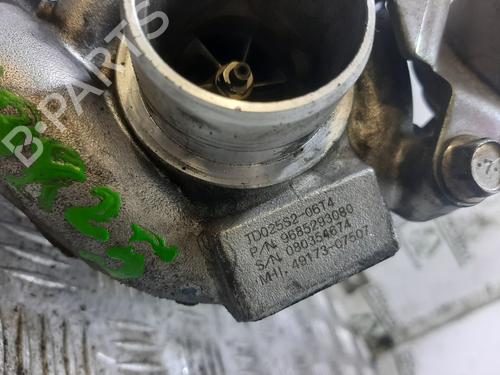 B-PARTS
TD025S2-06T4
P/N 9685293080
S/N 080354674
M·H·I. 49173-07507